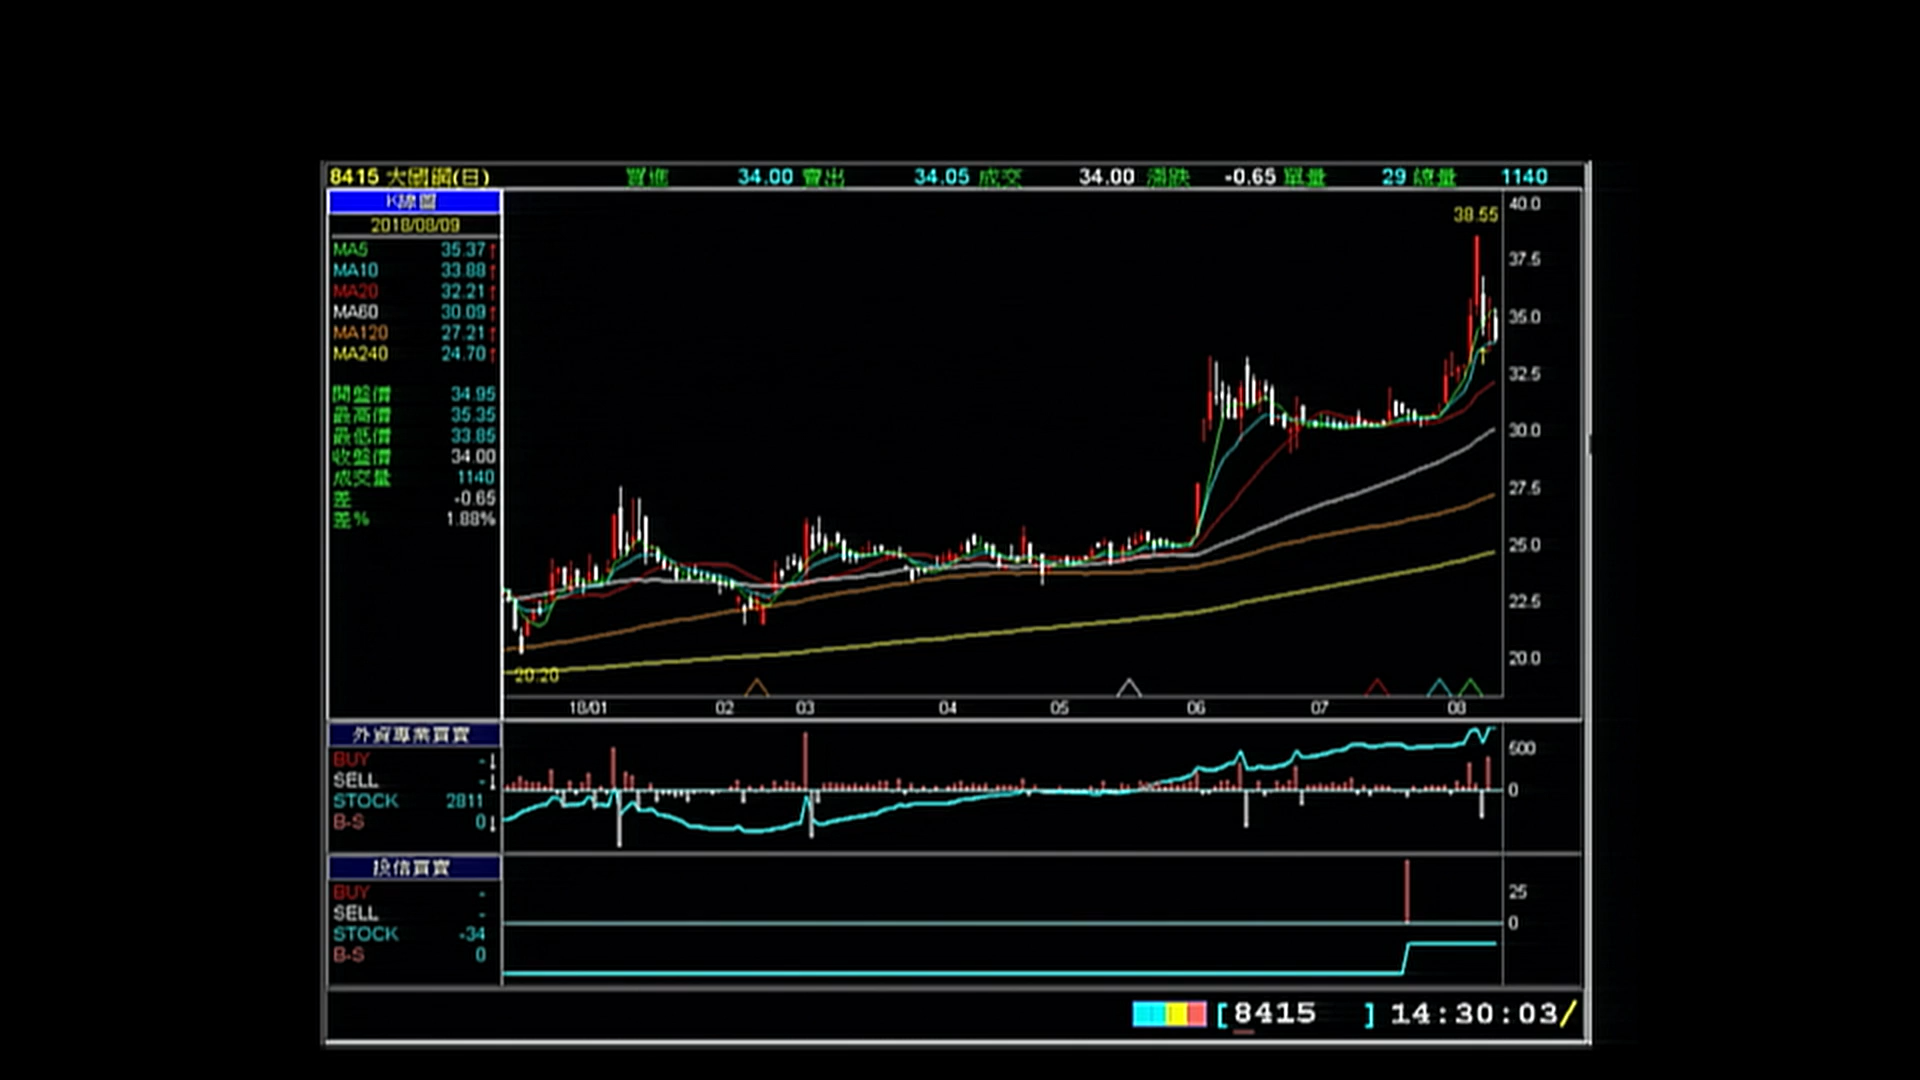 8415 大國鋼(日) 買進 34.00 賣出 34.05 成交 34.00 漲跌 -0.65 單量 29 總量 1140
K線圖
2018/08/09
MA5 35.37↑
MA10 33.88↑
MA20 32.21↑
MA60 30.09↑
MA120 27.21↑
MA240 24.70↑
開盤價 34.95
最高價 35.35
最低價 33.85
收盤價 34.00
成交量 1140
差 -0.65
差% 1.88%
38.55
20.20
40.0
37.5
35.0
32.5
30.0
27.5
25.0
22.5
20.0
18/01 02 03 04 05 06 07 08
外資專業買賣
BUY -↓
SELL -↓
STOCK 2811
B-S 0↓
500
0
投信買賣
BUY -
SELL -
STOCK -34
B-S 0
25
0
[8415 ] 14:30:03/